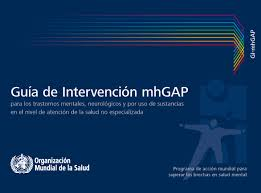 GI-mhGAP
Guía de Intervención mhGAP
para los trastornos mentales, neurológicos y por uso de sustancias
en el nivel de atención de la salud no especializada
Organización
Mundial de la Salud
Programa de acción mundial para
superar las brechas en salud mental